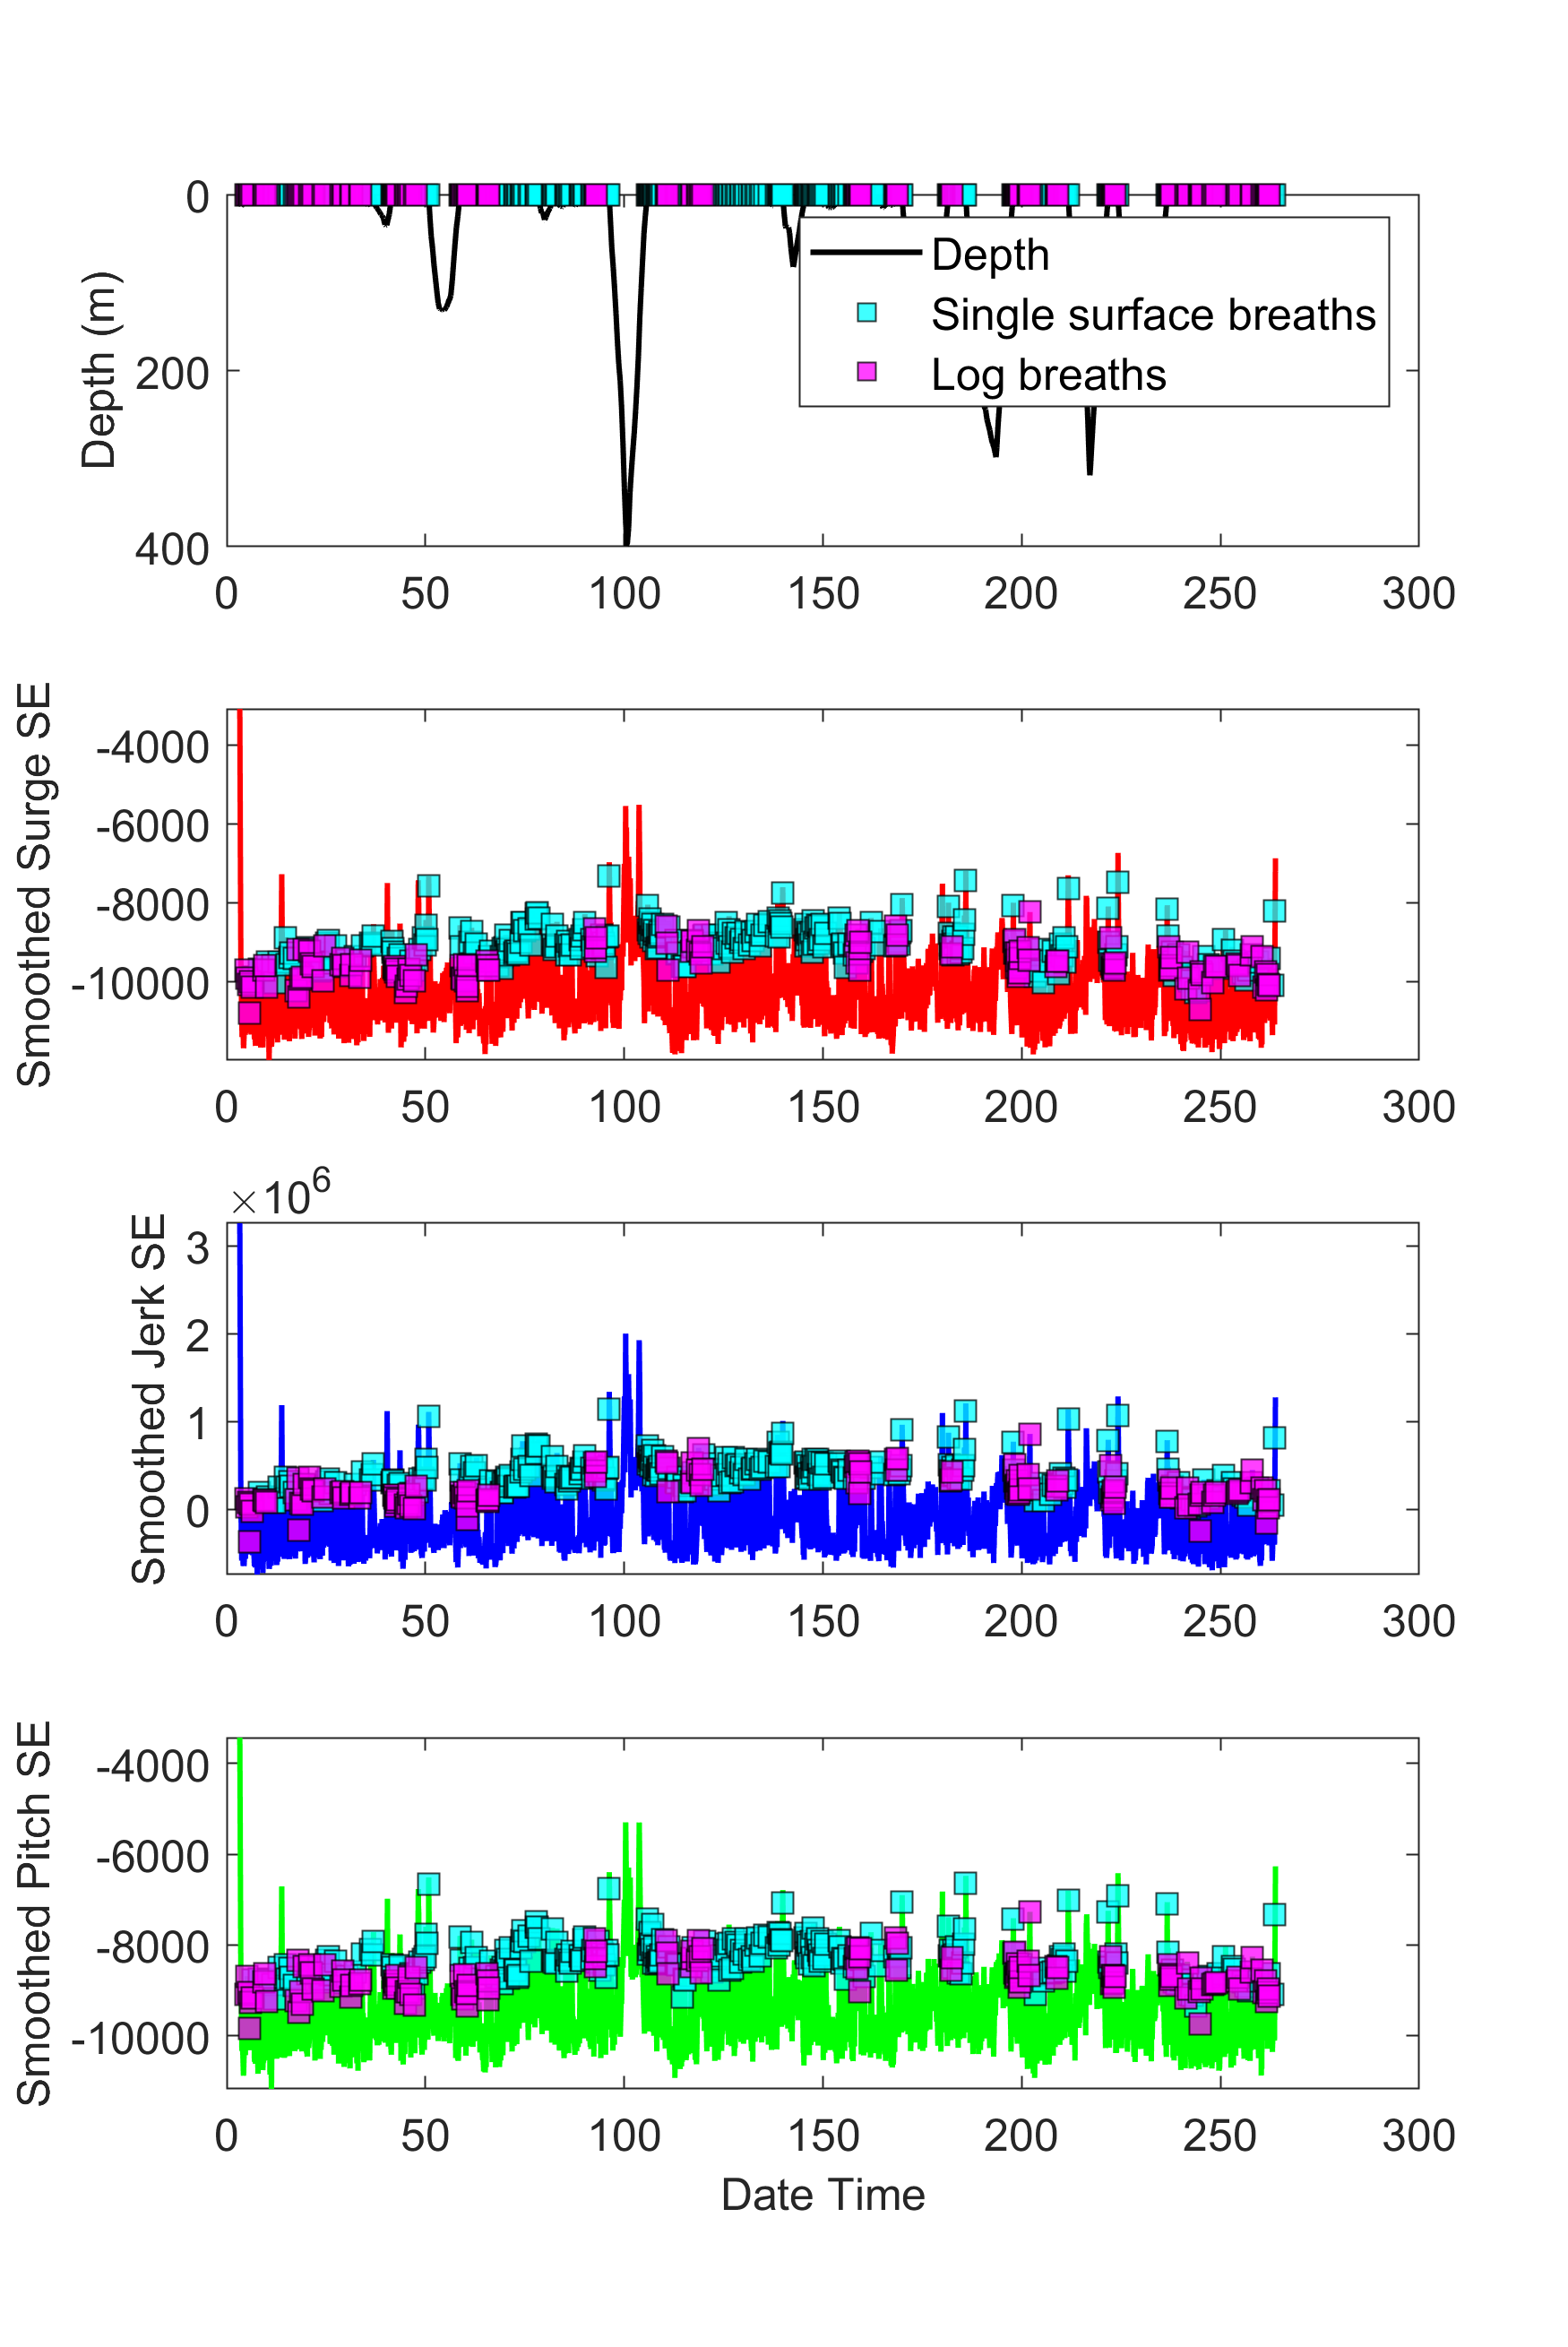 0
200
400
Depth (m)
Depth
Single surface breaths
Log breaths
0 50 100 150 200 250 300
-4000
-6000
-8000
-10000
Smoothed Surge SE
0 50 100 150 200 250 300
×10^6
3
2
1
0
Smoothed Jerk SE
0 50 100 150 200 250 300
-4000
-6000
-8000
-10000
Smoothed Pitch SE
0 50 100 150 200 250 300
Date Time